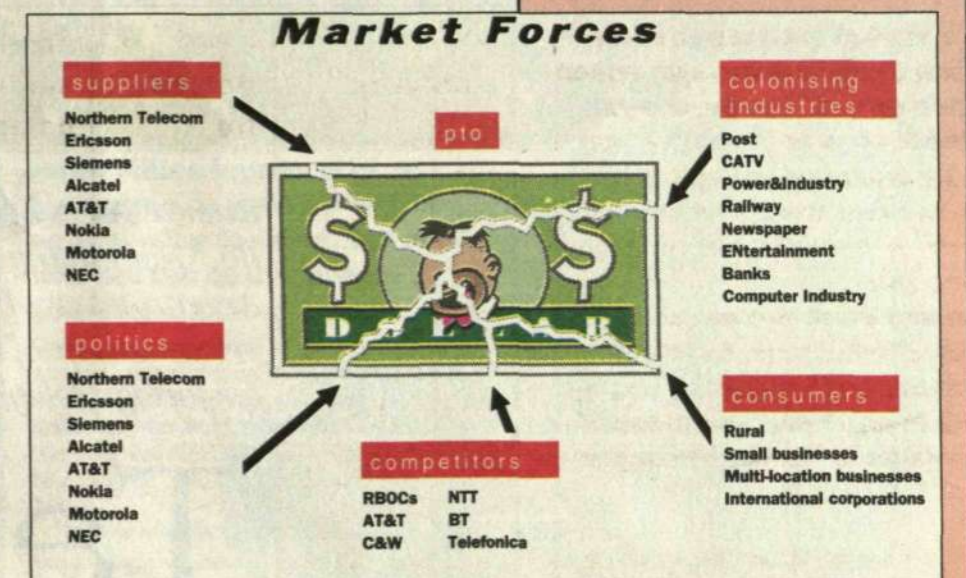 Market Forces
suppliers
Northern Telecom
Ericsson
Siemens
Alcatel
AT&T
Nokia
Motorola
NEC
pto
colonising
industries
Post
CATV
Power&Industry
Railway
Newspaper
ENtertainment
Banks
Computer Industry
$ $
politics
Northern Telecom
Ericsson
Siemens
Alcatel
AT&T
Nokia
Motorola
NEC
competitors
RBOCs NTT
AT&T BT
C&W Telefonica
consumers
Rural
Small businesses
Multi-location businesses
International corporations